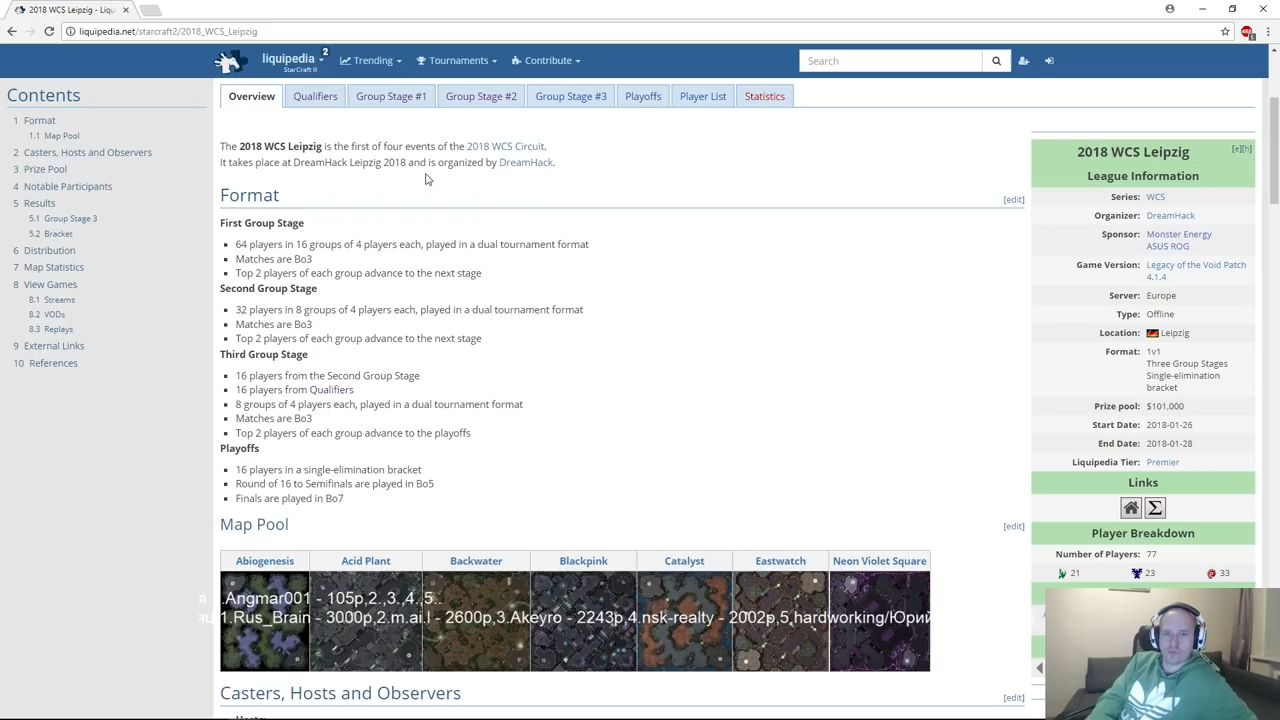 2018 WCS Leipzig - Liqui
liquipedia.net/starcraft2/2018_WCS_Leipzig
liquipedia 2
StarCraft II
Trending
Tournaments
Contribute
Search
Contents
1 Format
1.1 Map Pool
2 Casters, Hosts and Observers
3 Prize Pool
4 Notable Participants
5 Results
5.1 Group Stage 3
5.2 Bracket
6 Distribution
7 Map Statistics
8 View Games
8.1 Streams
8.2 VODs
8.3 Replays
9 External Links
10 References
Overview Qualifiers Group Stage #1 Group Stage #2 Group Stage #3 Playoffs Player List Statistics
The 2018 WCS Leipzig is the first of four events of the 2018 WCS Circuit.
It takes place at DreamHack Leipzig 2018 and is organized by DreamHack.
Format [edit]
First Group Stage
64 players in 16 groups of 4 players each, played in a dual tournament format
Matches are Bo3
Top 2 players of each group advance to the next stage
Second Group Stage
32 players in 8 groups of 4 players each, played in a dual tournament format
Matches are Bo3
Top 2 players of each group advance to the next stage
Third Group Stage
16 players from the Second Group Stage
16 players from Qualifiers
8 groups of 4 players each, played in a dual tournament format
Matches are Bo3
Top 2 players of each group advance to the playoffs
Playoffs
16 players in a single-elimination bracket
Round of 16 to Semifinals are played in Bo5
Finals are played in Bo7
Map Pool [edit]
Abiogenesis Acid Plant Backwater Blackpink Catalyst Eastwatch Neon Violet Square
.Angmar001 - 105p,2.,3.,4.,5..
1.Rus_Brain - 3000p,2.m.ai.l - 2600p,3.Akeyro - 2243p,4.nsk-realty - 2002p,5.hardworking/Юрий
Casters, Hosts and Observers [edit]
2018 WCS Leipzig [e][h]
League Information
Series: WCS
Organizer: DreamHack
Sponsor: Monster Energy
ASUS ROG
Game Version: Legacy of the Void Patch
4.1.4
Server: Europe
Type: Offline
Location: Leipzig
Format: 1v1
Three Group Stages
Single-elimination
bracket
Prize pool: $101,000
Start Date: 2018-01-26
End Date: 2018-01-28
Liquipedia Tier: Premier
Links
Player Breakdown
Number of Players: 77
21 23 33